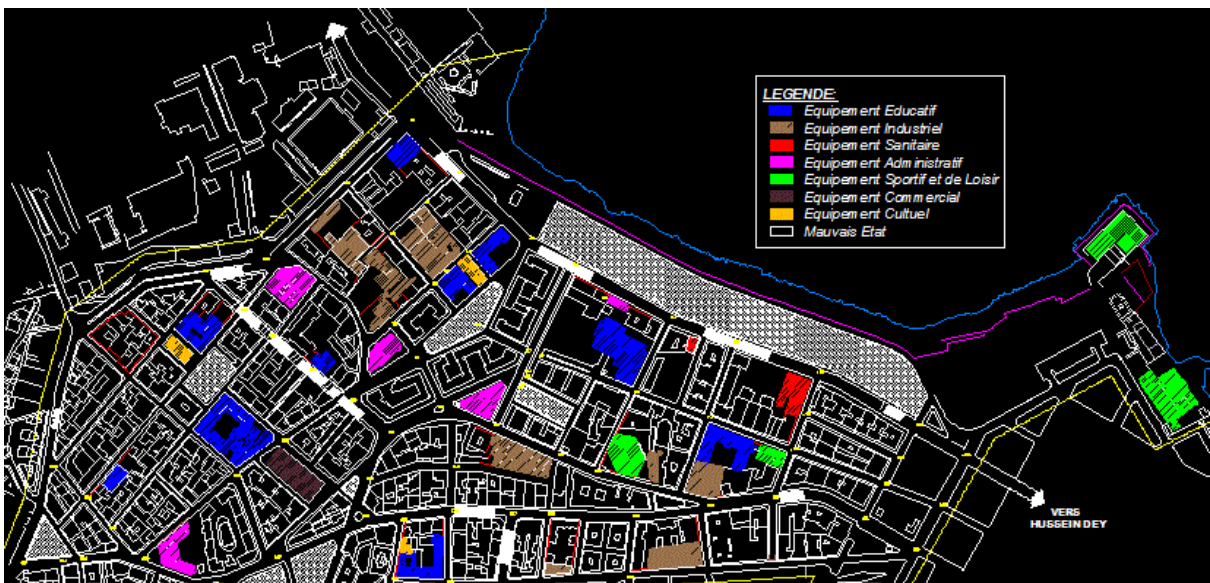 LEGENDE:
Equipement Educatif
Equipement Industriel
Equipement Sanitaire
Equipement Administratif
Equipement Sportif et de Loisir
Equipement Commercial
Equipement Cultuel
Mauvais Etat
VERS
HUSSEIN DEY